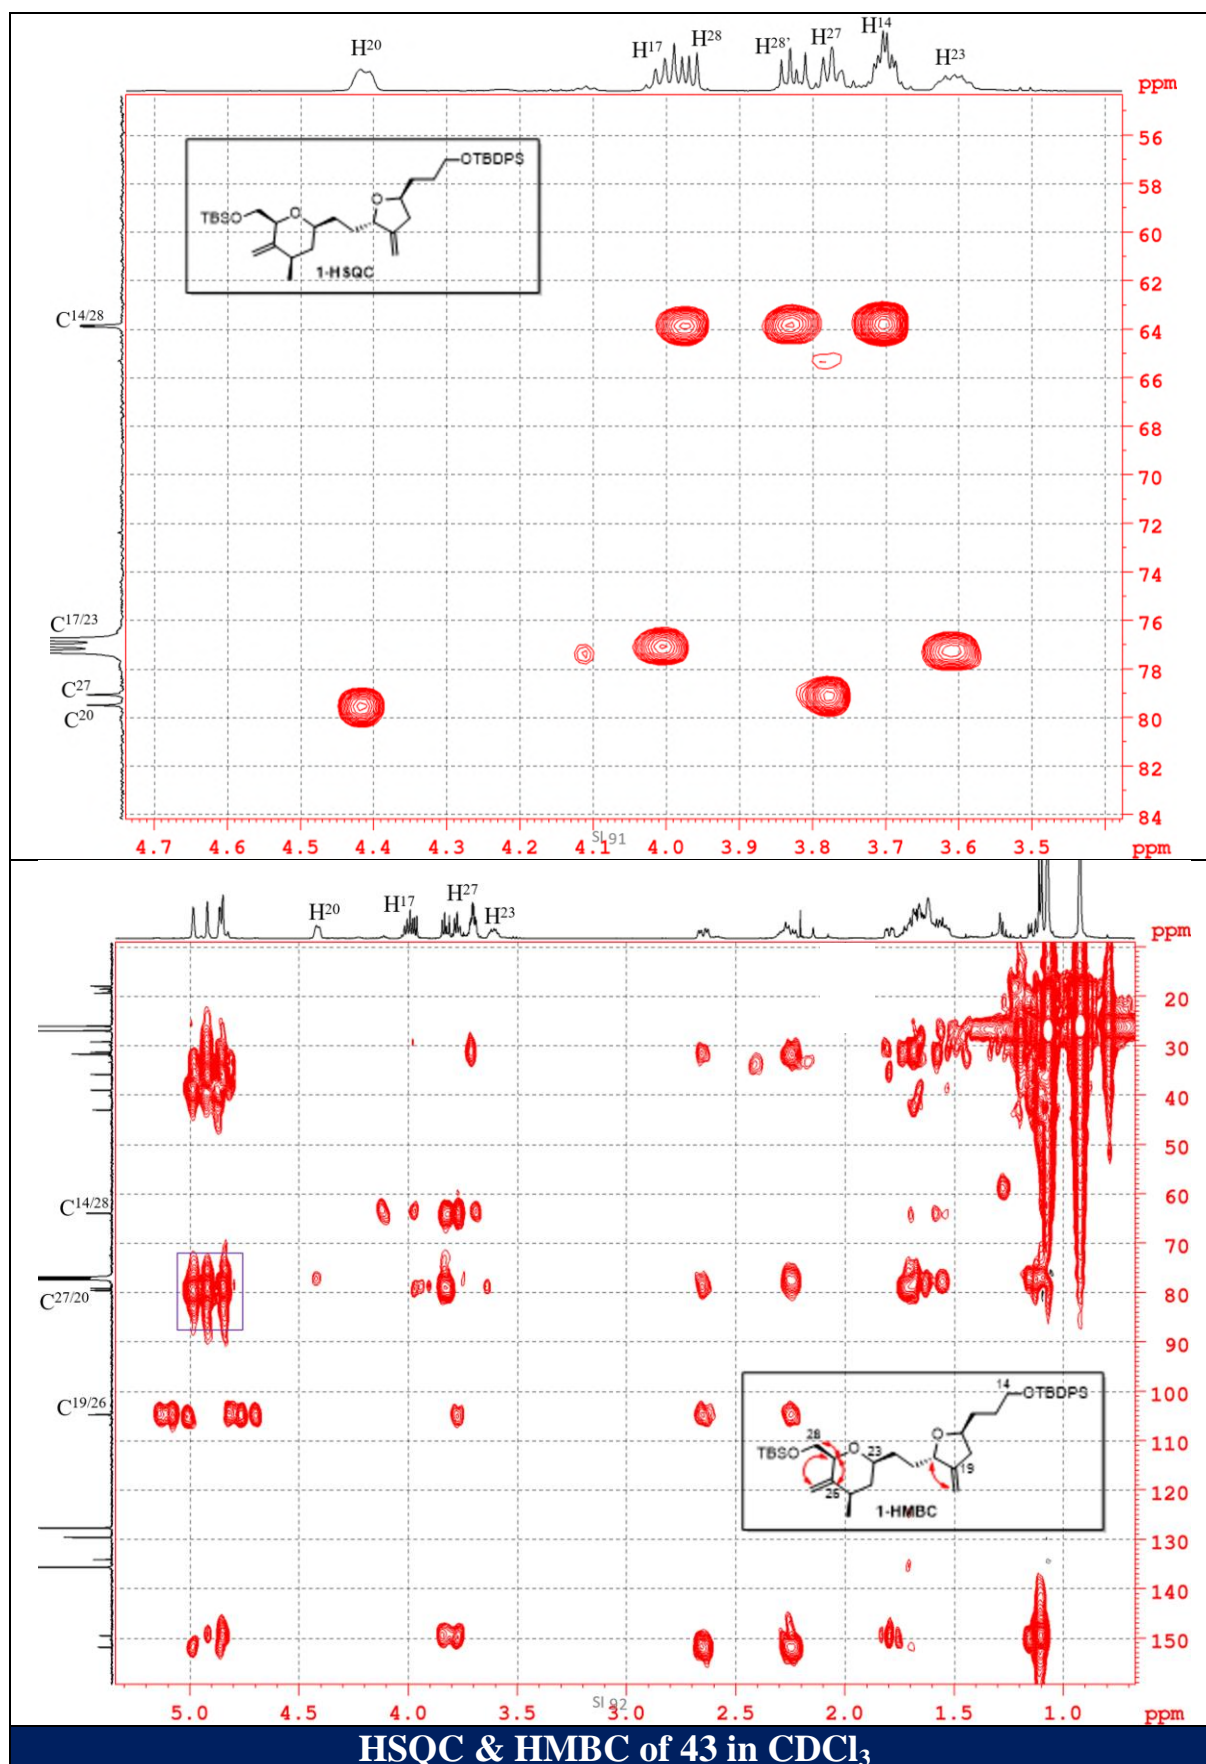 H20
H17
H28
H28’
H27
H14
H23
ppm
56
58
60
62
64
66
68
70
72
74
76
78
80
82
84
C14/28
C17/23
C27
C20
OTBDPS
O
TBSO
O
1-HSQC
4.7 4.6 4.5 4.4 4.3 4.2 4.1 4.0 3.9 3.8 3.7 3.6 3.5 ppm
SI 91
H20
H17
H27
H23
ppm
20
30
40
50
60
70
80
90
100
110
120
130
140
150
C14/28
C27/20
C19/26
14
OTBDPS
28
O
TBSO
O
23
19
26
1-HMBC
5.0 4.5 4.0 3.5 3.0 2.5 2.0 1.5 1.0 ppm
SI 92
HSQC & HMBC of 43 in CDCl3